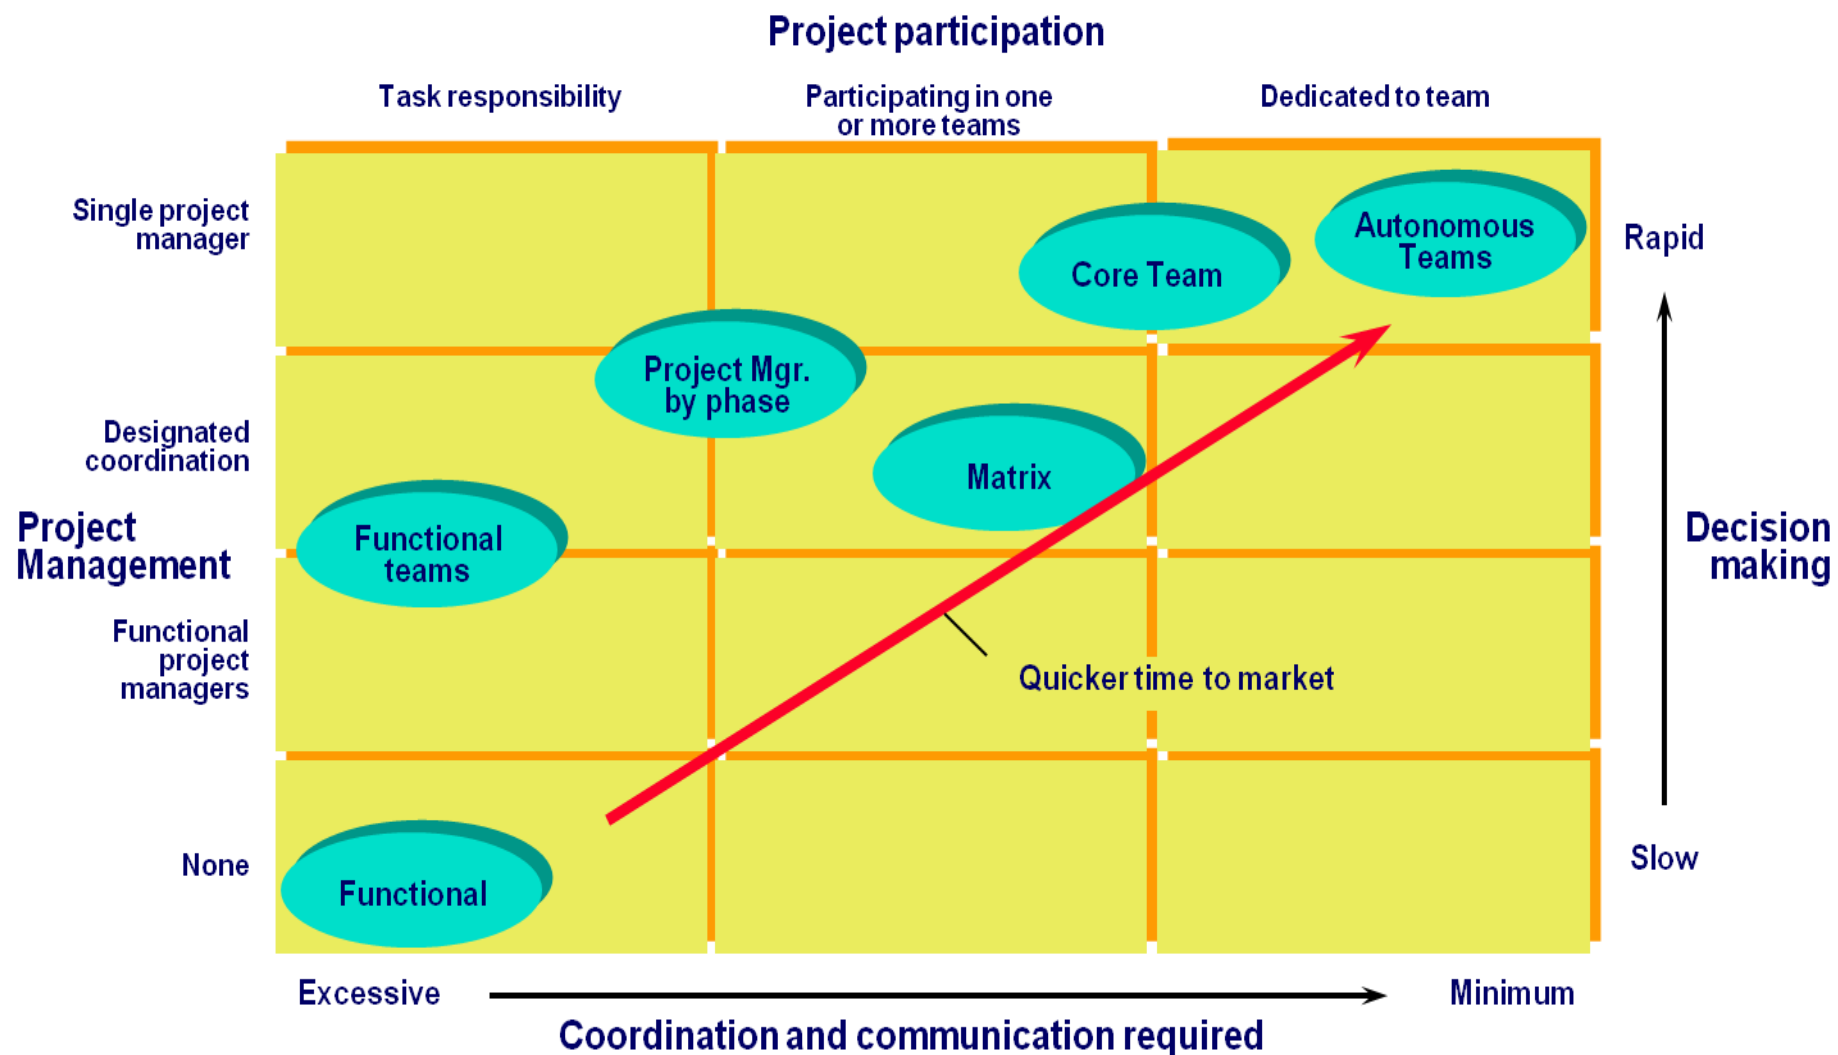 Project participation
Task responsibility
Participating in one
or more teams
Dedicated to team
Single project
manager
Autonomous
Teams
Rapid
Core Team
Project Mgr.
by phase
Designated
coordination
Matrix
Project
Management
Functional
teams
Decision
making
Functional
project
managers
Quicker time to market
None
Functional
Slow
Excessive
Minimum
Coordination and communication required